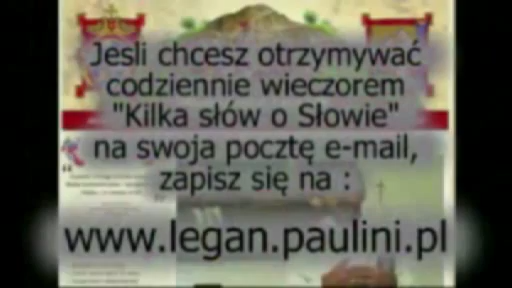 Jesli chcesz otrzymywać
codziennie wieczorem
"Kilka słów o Słowie"
na swoja pocztę e-mail,
zapisz się na :
www.legan.paulini.pl